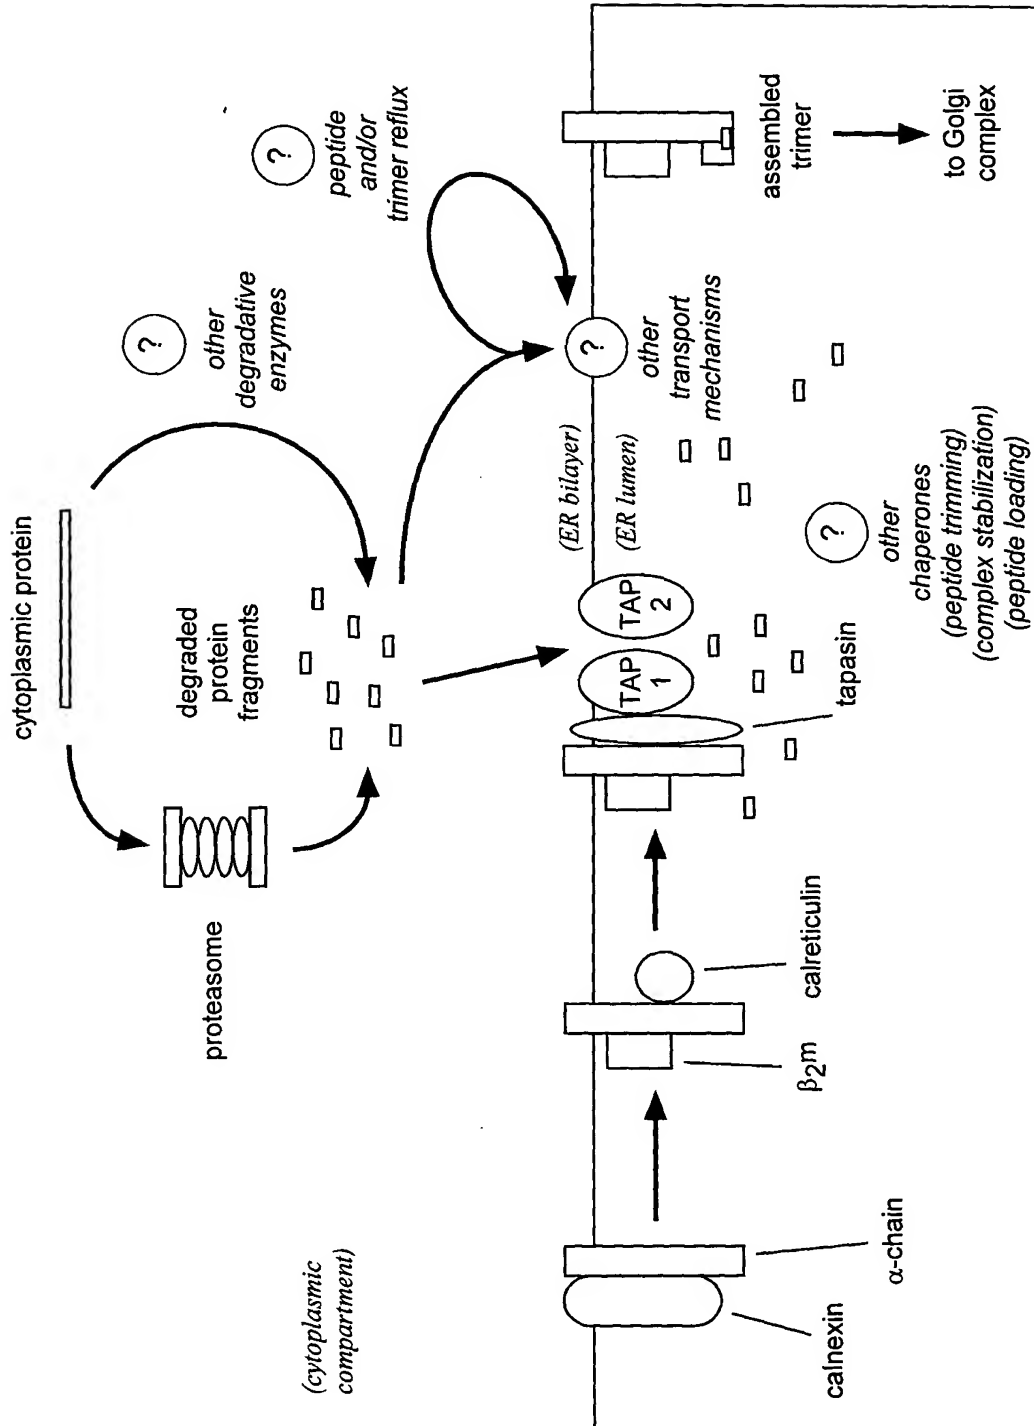 cytoplasmic protein
proteasome
?
other
degradative
enzymes
degraded
protein
fragments
?
peptide
and/or
trimer reflux
(cytoplasmic
compartment)
(ER bilayer)
(ER lumen)
TAP
1
TAP
2
?
other
transport
mechanisms
calnexin
α-chain
β2m
calreticulin
tapasin
?
other
chaperones
(peptide trimming)
(complex stabilization)
(peptide loading)
assembled
trimer
to Golgi
complex